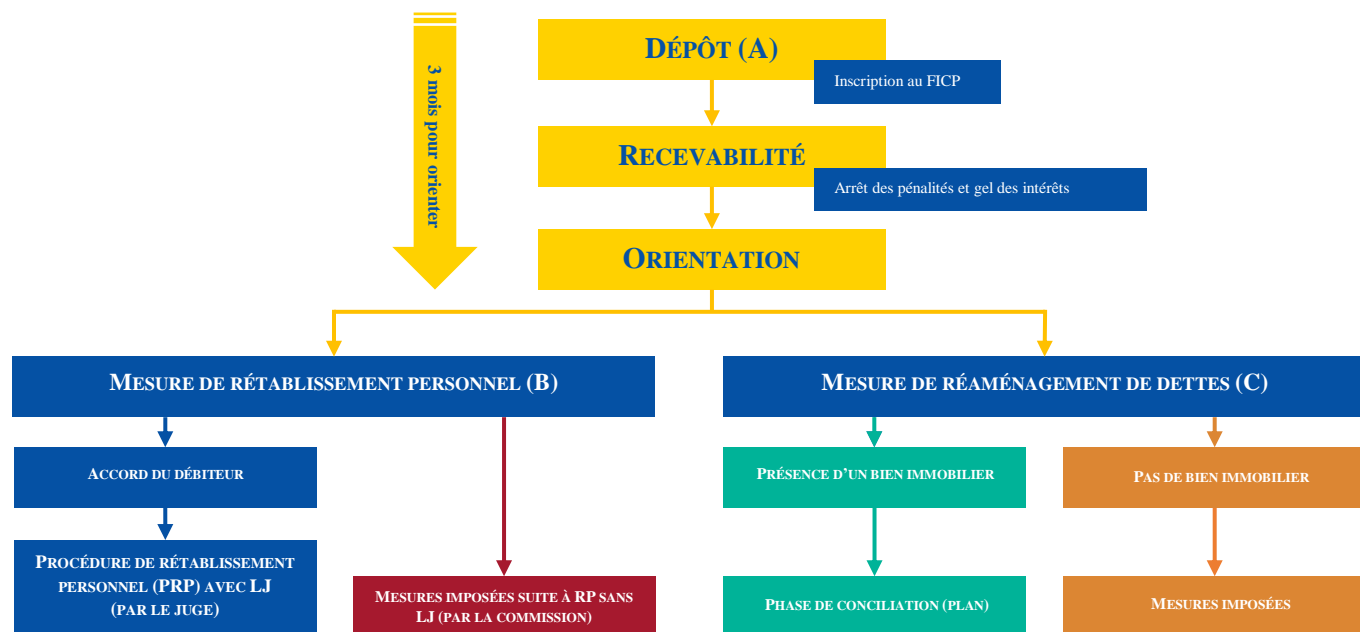 DÉPÔT (A)
Inscription au FICP
3 mois pour orienter
RECEVABILITÉ
Arrêt des pénalités et gel des intérêts
ORIENTATION
MESURE DE RÉTABLISSEMENT PERSONNEL (B)
MESURE DE RÉAMÉNAGEMENT DE DETTES (C)
ACCORD DU DÉBITEUR
PRÉSENCE D'UN BIEN IMMOBILIER
PAS DE BIEN IMMOBILIER
PROCÉDURE DE RÉTABLISSEMENT
PERSONNEL (PRP) AVEC LJ
(PAR LE JUGE)
MESURES IMPOSÉES SUITE À RP SANS
LJ (PAR LA COMMISSION)
PHASE DE CONCILIATION (PLAN)
MESURES IMPOSÉES